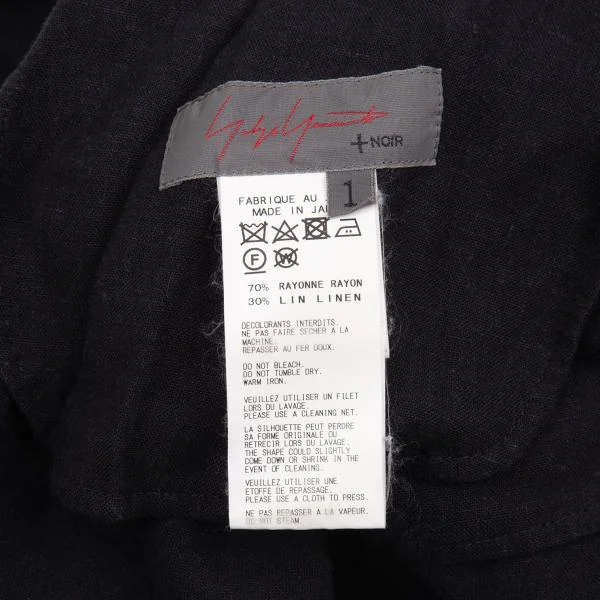 Yohji Yamamoto
+NOIR
1
FABRIQUE AU
MADE IN JA
F
W
70% RAYONNE RAYON
30% LIN LINEN
DECOLORANTS INTERDITS.
NE PAS FAIRE SECHER A LA
MACHINE.
REPASSER AU FER DOUX.
DO NOT BLEACH.
DO NOT TUMBLE DRY.
WARM IRON.
VEUILLEZ UTILISER UN FILET
LORS DU LAVAGE.
PLEASE USE A CLEANING NET.
LA SILHOUETTE PEUT PERDRE
SA FORME ORIGINALE OU
RETRECIR LORS DU LAVAGE.
THE SHAPE COULD SLIGHTLY
COME DOWN OR SHRINK IN THE
EVENT OF CLEANING.
VEUILLEZ UTILISER UNE
ETOFFE DE REPASSAGE.
PLEASE USE A CLOTH TO PRESS.
NE PAS REPASSER A LA VAPEUR.
DO NOT STEAM.